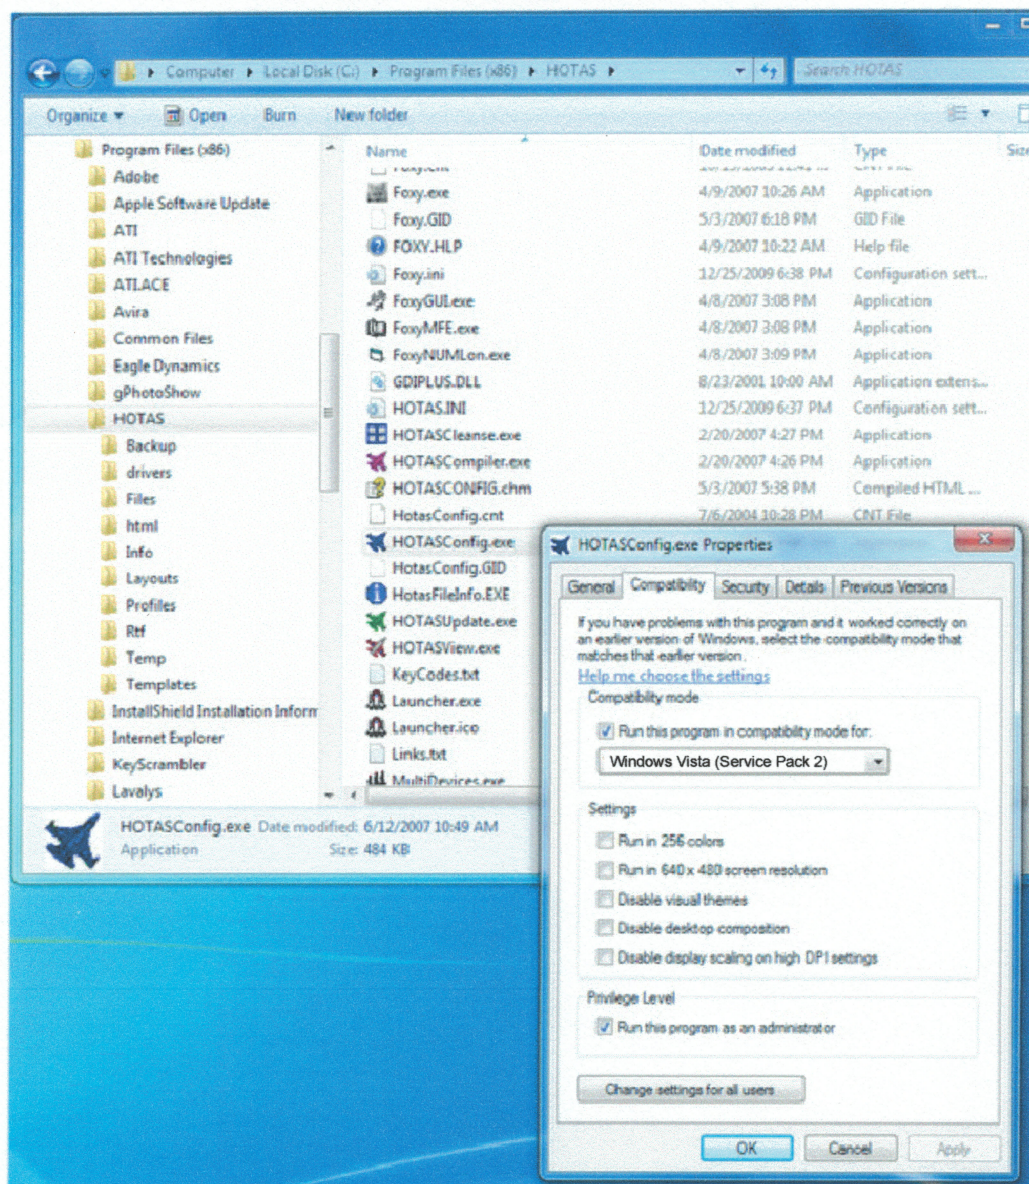 Computer Local Disk (C:) Program Files (x86) HOTAS Search HOTAS
Organize Open Burn New folder
Program Files (x86)
Adobe
Apple Software Update
ATI
ATI Technologies
ATI.ACE
Avira
Common Files
Eagle Dynamics
gPhotoShow
HOTAS
Backup
drivers
Files
html
Info
Layouts
Profiles
Rtf
Temp
Templates
InstallShield Installation Inform
Internet Explorer
KeyScrambler
Lavalys
Name Date modified Type Size
Foxy.exe 4/9/2007 10:26 AM Application
Foxy.GID 5/3/2007 6:18 PM GID File
FOXY.HLP 4/9/2007 10:22 AM Help file
Foxy.ini 12/25/2009 6:38 PM Configuration sett...
FoxyGUI.exe 4/8/2007 3:08 PM Application
FoxyMFE.exe 4/8/2007 3:08 PM Application
FoxyNUMLon.exe 4/8/2007 3:09 PM Application
GDIPLUS.DLL 8/23/2001 10:00 AM Application extens...
HOTAS.INI 12/25/2009 6:37 PM Configuration sett...
HOTASCleanse.exe 2/20/2007 4:27 PM Application
HOTASCompiler.exe 2/20/2007 4:26 PM Application
HOTASCONFIG.chm 5/3/2007 5:38 PM Compiled HTML ...
HotasConfig.cnt 7/6/2004 10:28 PM CNT File
HOTASConfig.exe
HotasConfig.GID
HotasFileInfo.EXE
HOTASUpdate.exe
HOTASView.exe
KeyCodes.txt
Launcher.exe
Launcher.ico
Links.txt
MultiDevices.exe
HOTASConfig.exe Date modified: 6/12/2007 10:49 AM
Application Size: 484 KB
HOTASConfig.exe Properties
General Compatibility Security Details Previous Versions
If you have problems with this program and it worked correctly on
an earlier version of Windows, select the compatibility mode that
matches that earlier version.
Help me choose the settings
Compatibility mode
Run this program in compatibility mode for:
Windows Vista (Service Pack 2)
Settings
Run in 256 colors
Run in 640 x 480 screen resolution
Disable visual themes
Disable desktop composition
Disable display scaling on high DPI settings
Privilege Level
Run this program as an administrator
Change settings for all users
OK Cancel Apply